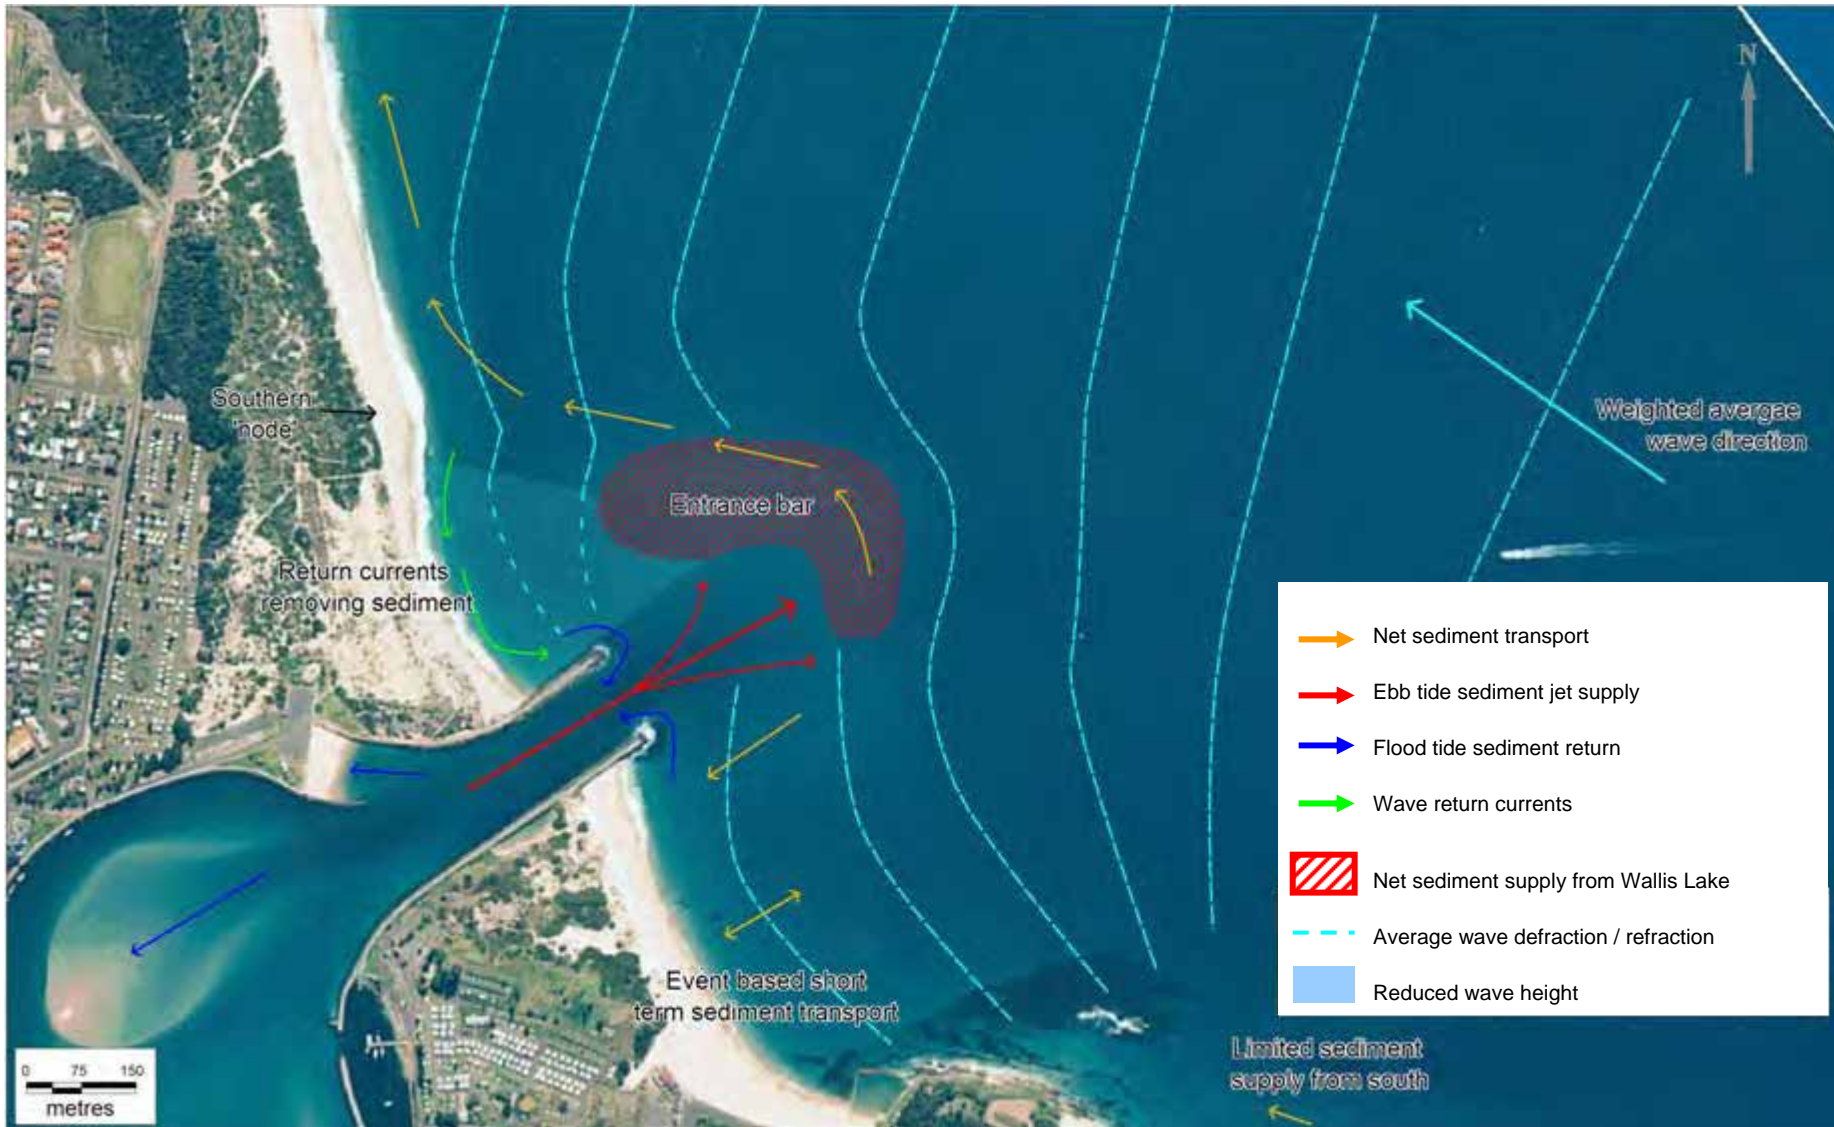 N
Weighted avergae
wave direction
Southern
'node'
Entrance bar
Return currents
removing sediment
Event based short
term sediment transport
Limited sediment
supply from south
Net sediment transport
Ebb tide sediment jet supply
Flood tide sediment return
Wave return currents
Net sediment supply from Wallis Lake
Average wave defraction / refraction
Reduced wave height
0 75 150
metres